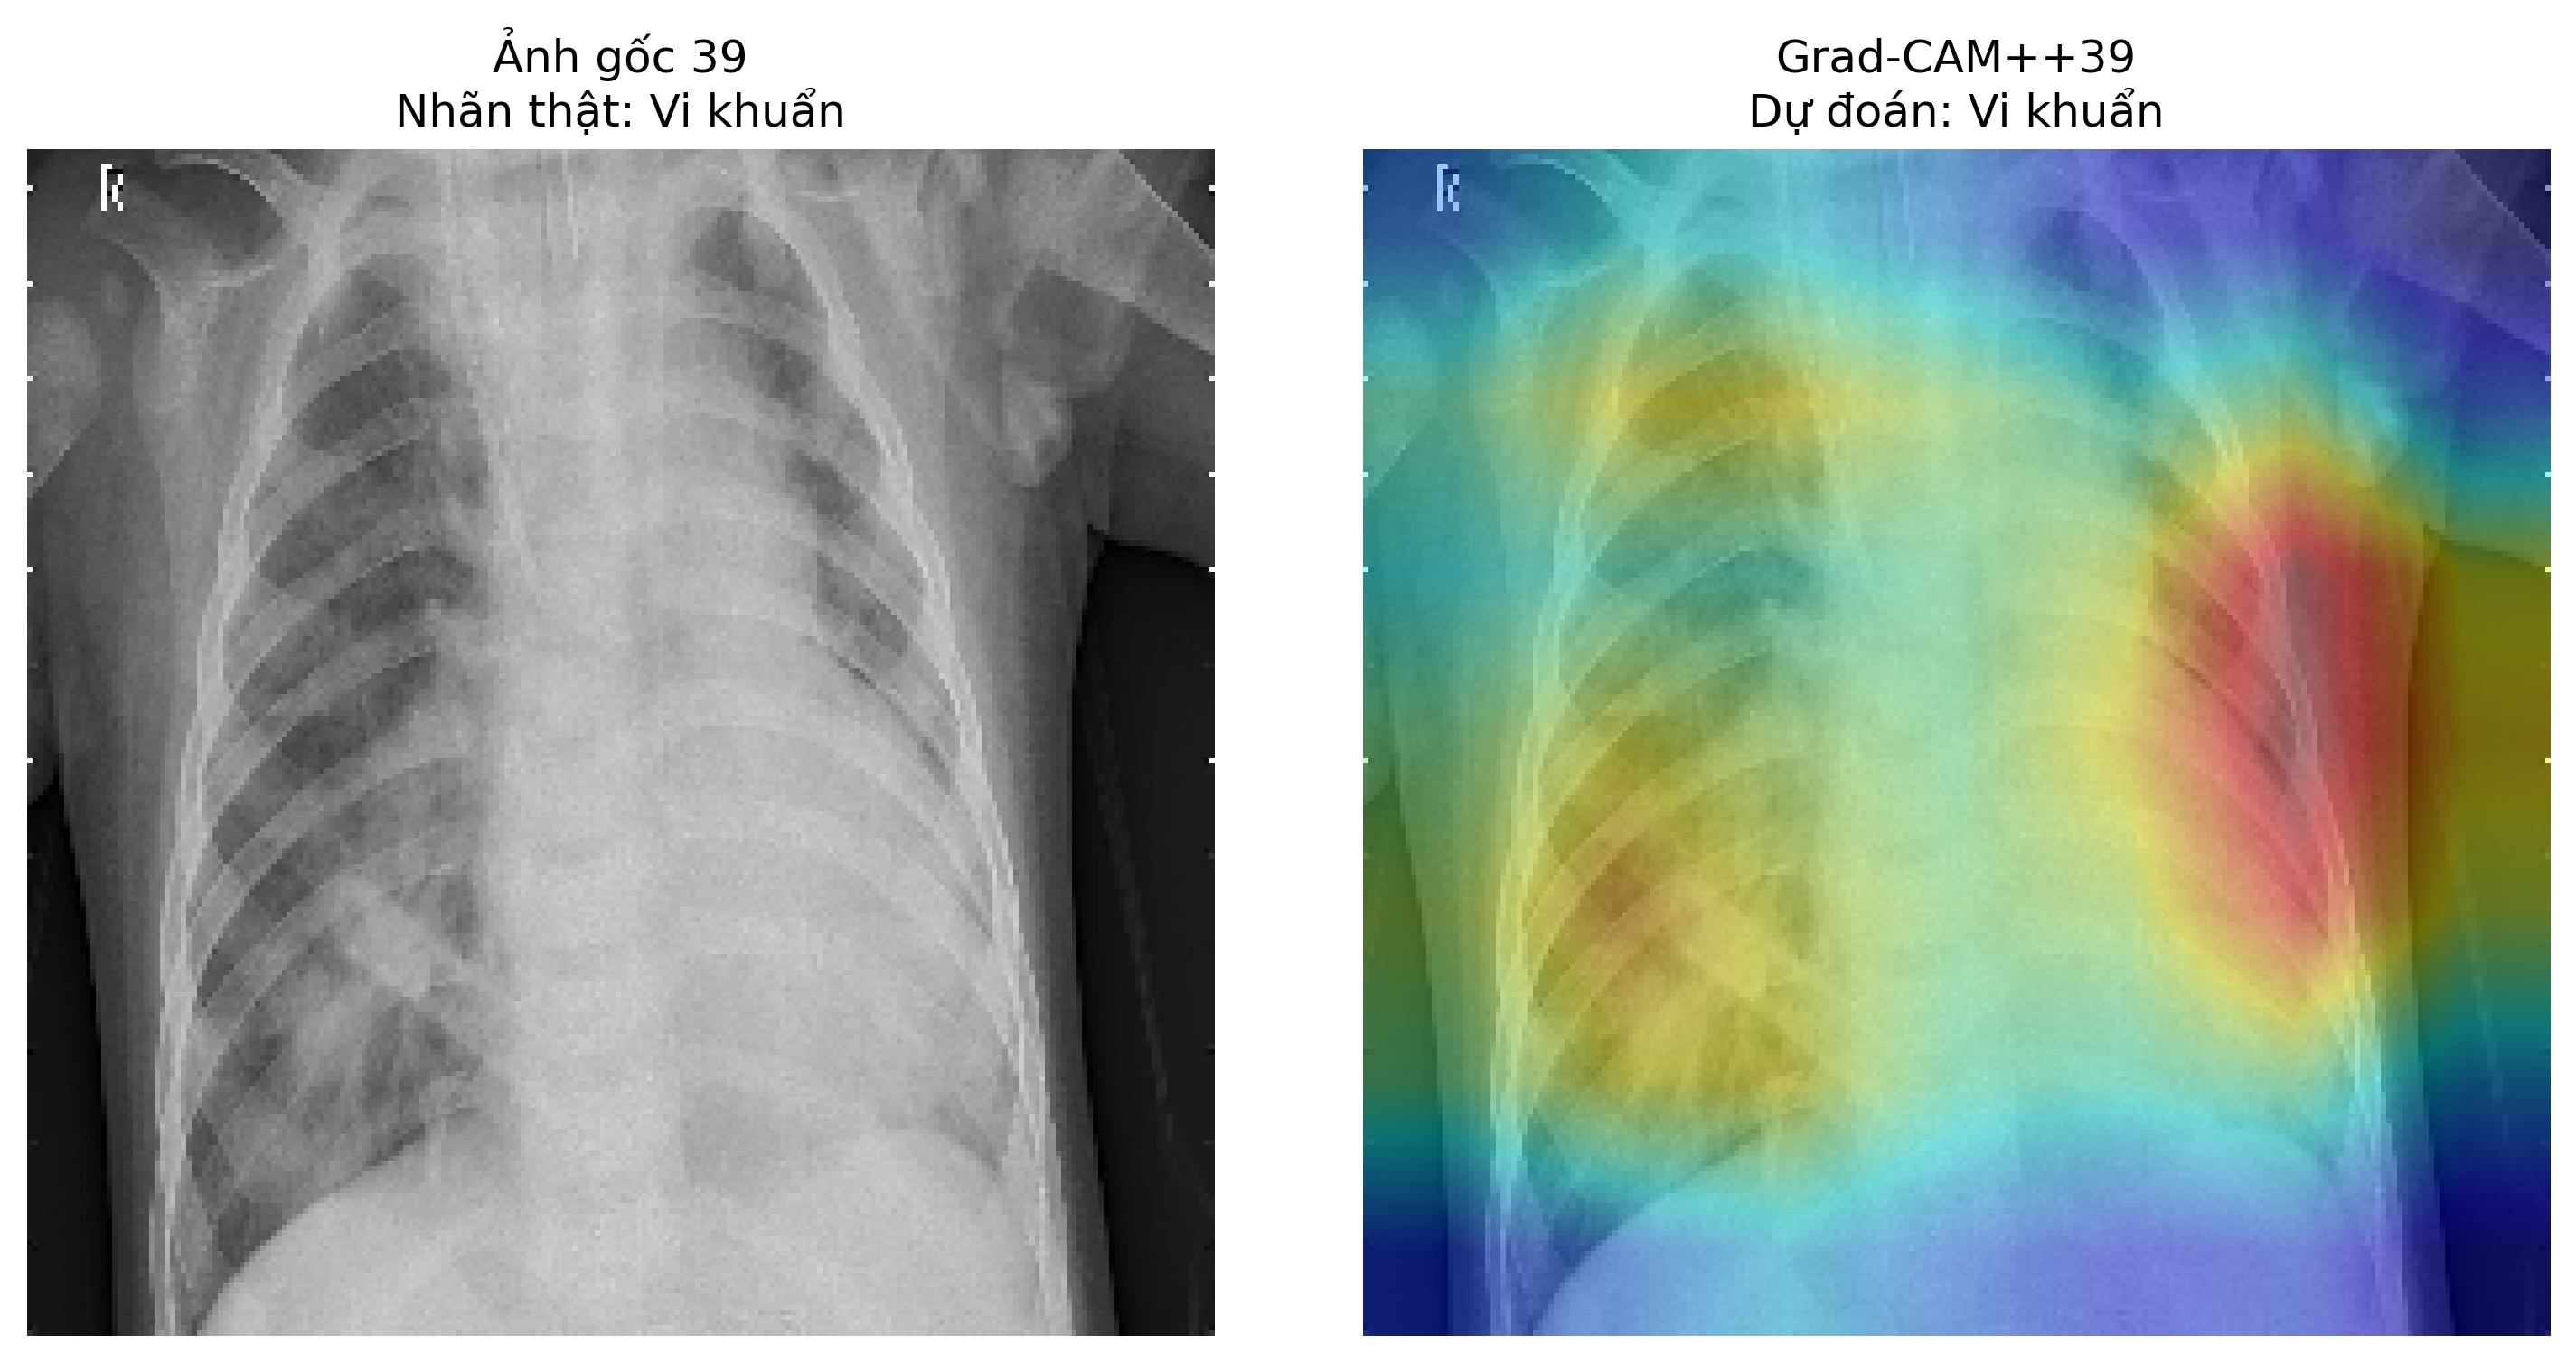 Ảnh gốc 39
Nhãn thật: Vi khuẩn
Grad-CAM++39
Dự đoán: Vi khuẩn
R
R